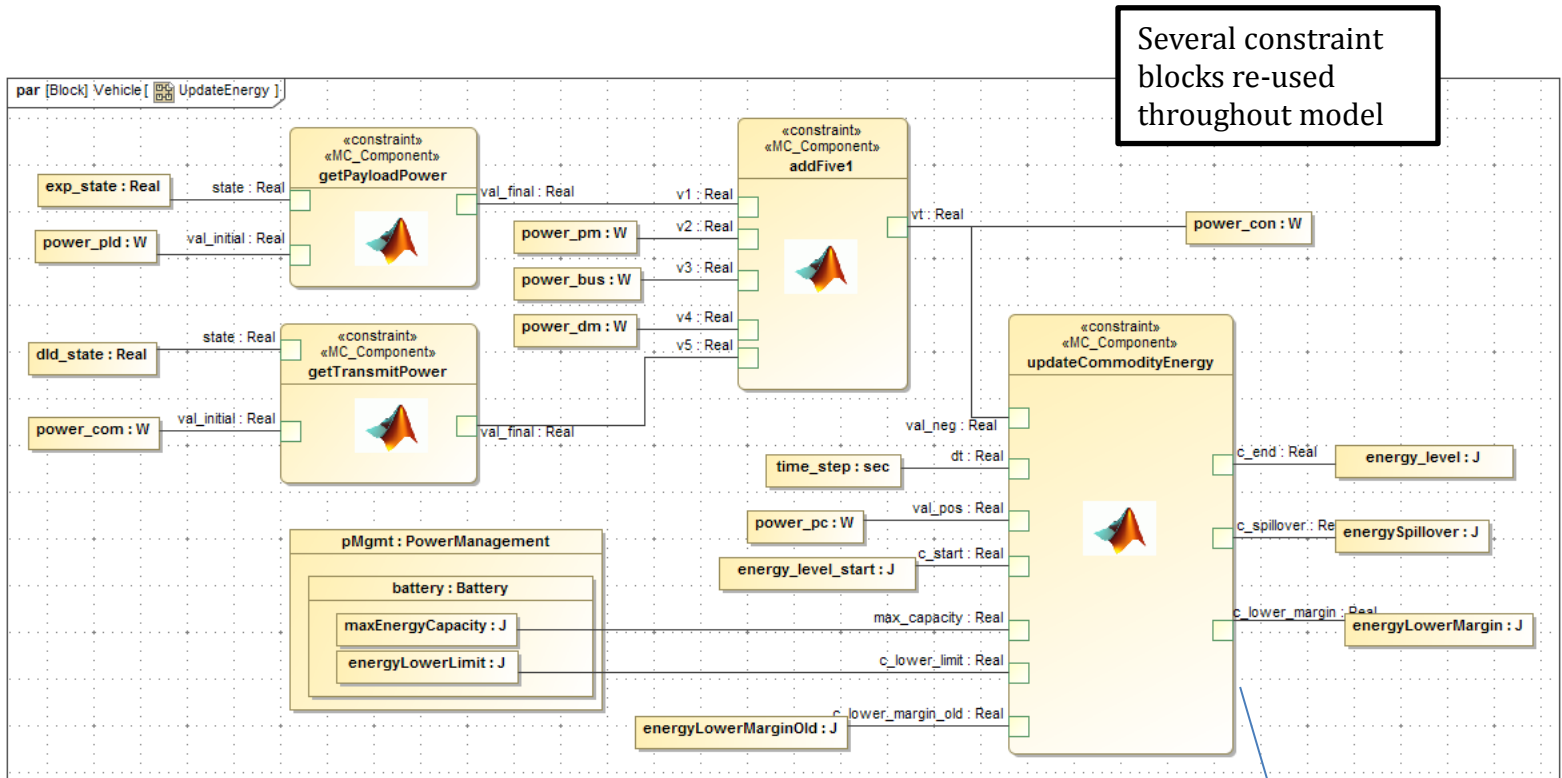 Several constraint
blocks re-used
throughout model
par [Block] Vehicle [ UpdateEnergy ]
«constraint»
«MC_Component»
getPayloadPower
exp_state : Real
state : Real
val_final : Real
power_pld : W
val_initial : Real
«constraint»
«MC_Component»
addFive1
v1 : Real
power_pm : W
v2 : Real
power_bus : W
v3 : Real
power_dm : W
v4 : Real
v5 : Real
vt : Real
power_con : W
«constraint»
«MC_Component»
getTransmitPower
dld_state : Real
state : Real
power_com : W
val_initial : Real
val_final : Real
«constraint»
«MC_Component»
updateCommodityEnergy
val_neg : Real
time_step : sec
dt : Real
power_pc : W
val_pos : Real
energy_level_start : J
c_start : Real
pMgmt : PowerManagement
battery : Battery
maxEnergyCapacity : J
max_capacity : Real
energyLowerLimit : J
c_lower_limit : Real
energyLowerMarginOld : J
c_lower_margin_old : Real
c_end : Real
energy_level : J
c_spillover : Re
energySpillover : J
c_lower_margin : Real
energyLowerMargin : J